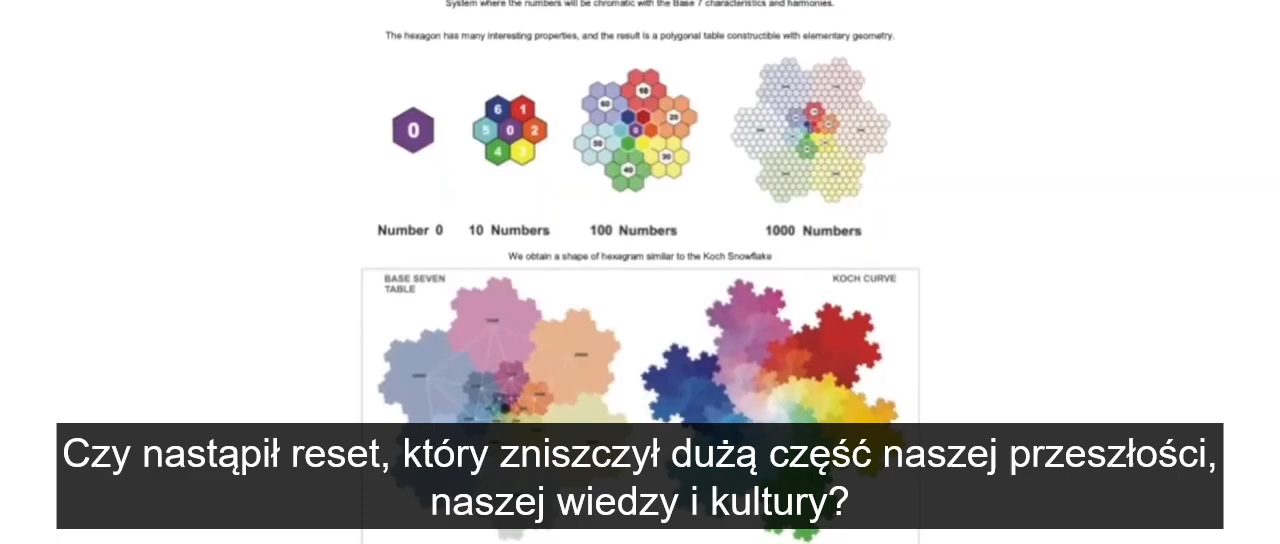 System where the numbers will be chromatic with the Base 7 characteristics and harmonies.
The hexagon has many interesting properties, and the result is a polygonal table constructible with elementary geometry.
0
6 1
5 0 2
4 3
10
60 20
0
50 30
40
Number 0 10 Numbers 100 Numbers 1000 Numbers
We obtain a shape of hexagram similar to the Koch Snowflake
BASE SEVEN KOCH CURVE
TABLE
Czy nastąpił reset, który zniszczył dużą część naszej przeszłości,
naszej wiedzy i kultury?